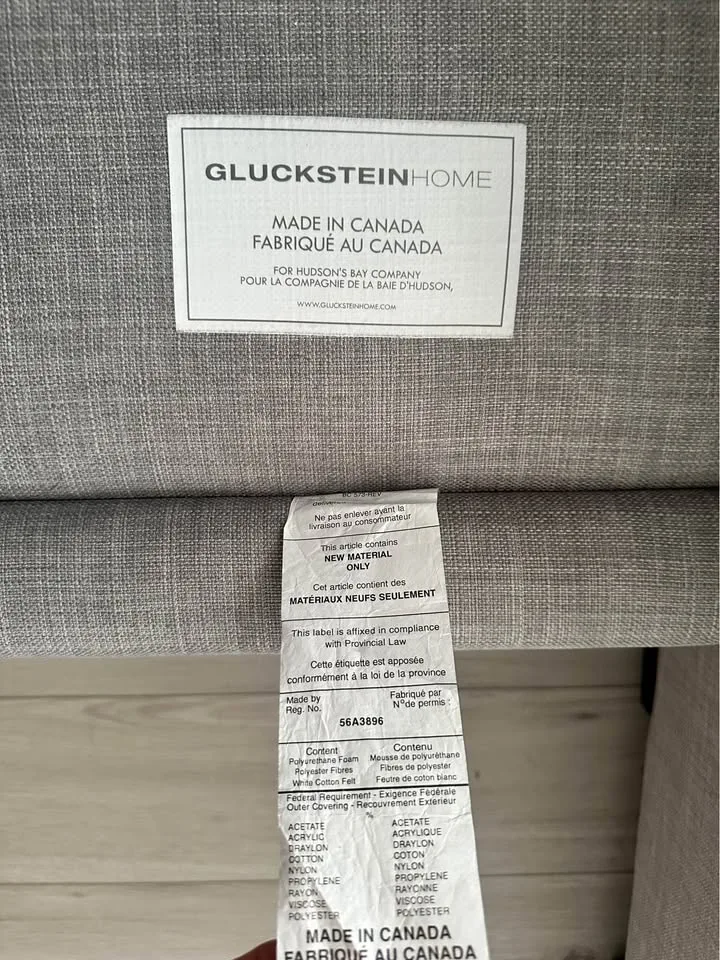 GLUCKSTEINHOME
MADE IN CANADA
FABRIQUÉ AU CANADA
FOR HUDSON'S BAY COMPANY
POUR LA COMPAGNIE DE LA BAIE D'HUDSON,
WWW.GLUCKSTEINHOME.COM
Ne pas enlever avant la
livraison au consommateur
This article contains
NEW MATERIAL
ONLY
Cet article contient des
MATÉRIAUX NEUFS SEULEMENT
This label is affixed in compliance
with Provincial Law
Cette étiquette est apposée
conformément à la loi de la province
Made by
Reg. No.
Fabriqué par
N° de permis :
56A3896
Content
Polyurethane Foam
Polyester Fibres
White Cotton Felt
Contenu
Mousse de polyuréthane
Fibres de polyester
Feutre de coton blanc
Federal Requirement - Exigence Fédérale
Outer Covering - Recouvrement Exterieur
%
ACETATE
ACRYLIC
DRAYLON
COTTON
NYLON
PROPYLENE
RAYON
VISCOSE
POLYESTER
ACETATE
ACRYLIQUE
DRAYLON
COTON
NYLON
PROPYLENE
RAYONNE
VISCOSE
POLYESTER
MADE IN CANADA
FABRIQUÉ AU CANADA